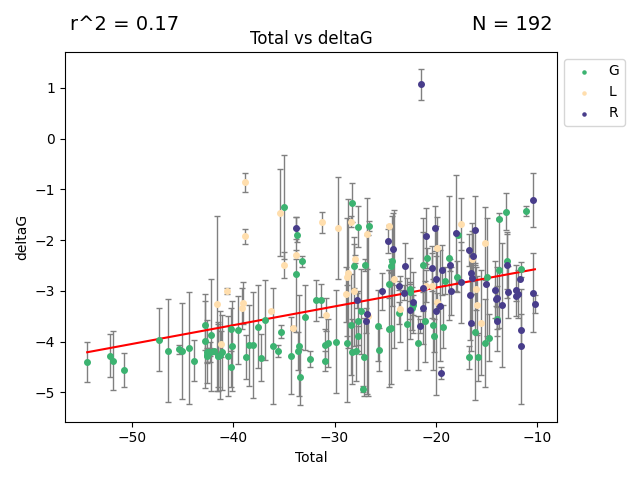 r^2 = 0.17
N = 192
Total vs deltaG
G
L
R
deltaG
1
0
−1
−2
−3
−4
−5
−50
−40
−30
−20
−10
Total